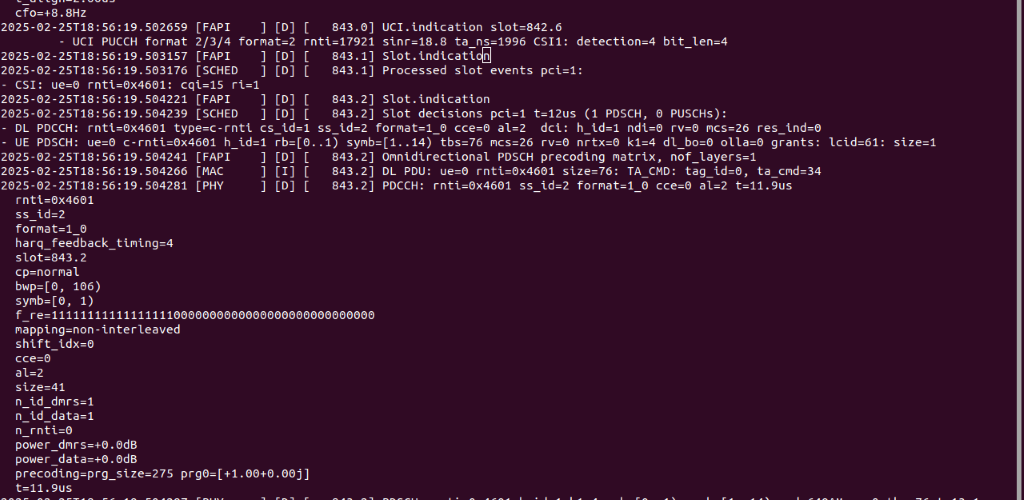 cfo=+8.8Hz
2025-02-25T18:56:19.502659 [FAPI    ] [D] [   843.0] UCI.indication slot=842.6
- UCI PUCCH format 2/3/4 format=2 rnti=17921 sinr=18.8 ta_ns=1996 CSI1: detection=4 bit_len=4
2025-02-25T18:56:19.503157 [FAPI    ] [D] [   843.1] Slot.indication
2025-02-25T18:56:19.503176 [SCHED   ] [D] [   843.1] Processed slot events pci=1:
- CSI: ue=0 rnti=0x4601: cqi=15 ri=1
2025-02-25T18:56:19.504221 [FAPI    ] [D] [   843.2] Slot.indication
2025-02-25T18:56:19.504239 [SCHED   ] [D] [   843.2] Slot decisions pci=1 t=12us (1 PDSCH, 0 PUSCHs):
- DL PDCCH: rnti=0x4601 type=c-rnti cs_id=1 ss_id=2 format=1_0 cce=0 al=2  dci: h_id=1 ndi=0 rv=0 mcs=26 res_ind=0
- UE PDSCH: ue=0 c-rnti=0x4601 h_id=1 rb=[0..1) symb=[1..14) tbs=76 mcs=26 rv=0 nrtx=0 k1=4 dl_bo=0 olla=0 grants: lcid=61: size=1
2025-02-25T18:56:19.504241 [FAPI    ] [D] [   843.2] Omnidirectional PDSCH precoding matrix, nof_layers=1
2025-02-25T18:56:19.504266 [MAC     ] [I] [   843.2] DL PDU: ue=0 rnti=0x4601 size=76: TA_CMD: tag_id=0, ta_cmd=34
2025-02-25T18:56:19.504281 [PHY     ] [D] [   843.2] PDCCH: rnti=0x4601 ss_id=2 format=1_0 cce=0 al=2 t=11.9us
rnti=0x4601
ss_id=2
format=1_0
harq_feedback_timing=4
slot=843.2
cp=normal
bwp=[0, 106)
symb=[0, 1)
f_re=111111111111111111000000000000000000000000000
mapping=non-interleaved
shift_idx=0
cce=0
al=2
size=41
n_id_dmrs=1
n_id_data=1
n_rnti=0
power_dmrs=+0.0dB
power_data=+0.0dB
precoding=prg_size=275 prg0=[+1.00+0.00j]
t=11.9us